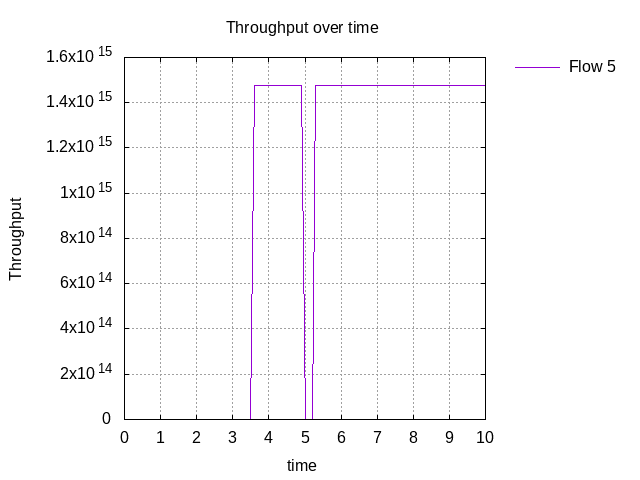 Throughput over time
Flow 5
1.6x10 15
1.4x10 15
1.2x10 15
1x10 15
8x10 14
6x10 14
4x10 14
2x10 14
0
Throughput
0 1 2 3 4 5 6 7 8 9 10
time